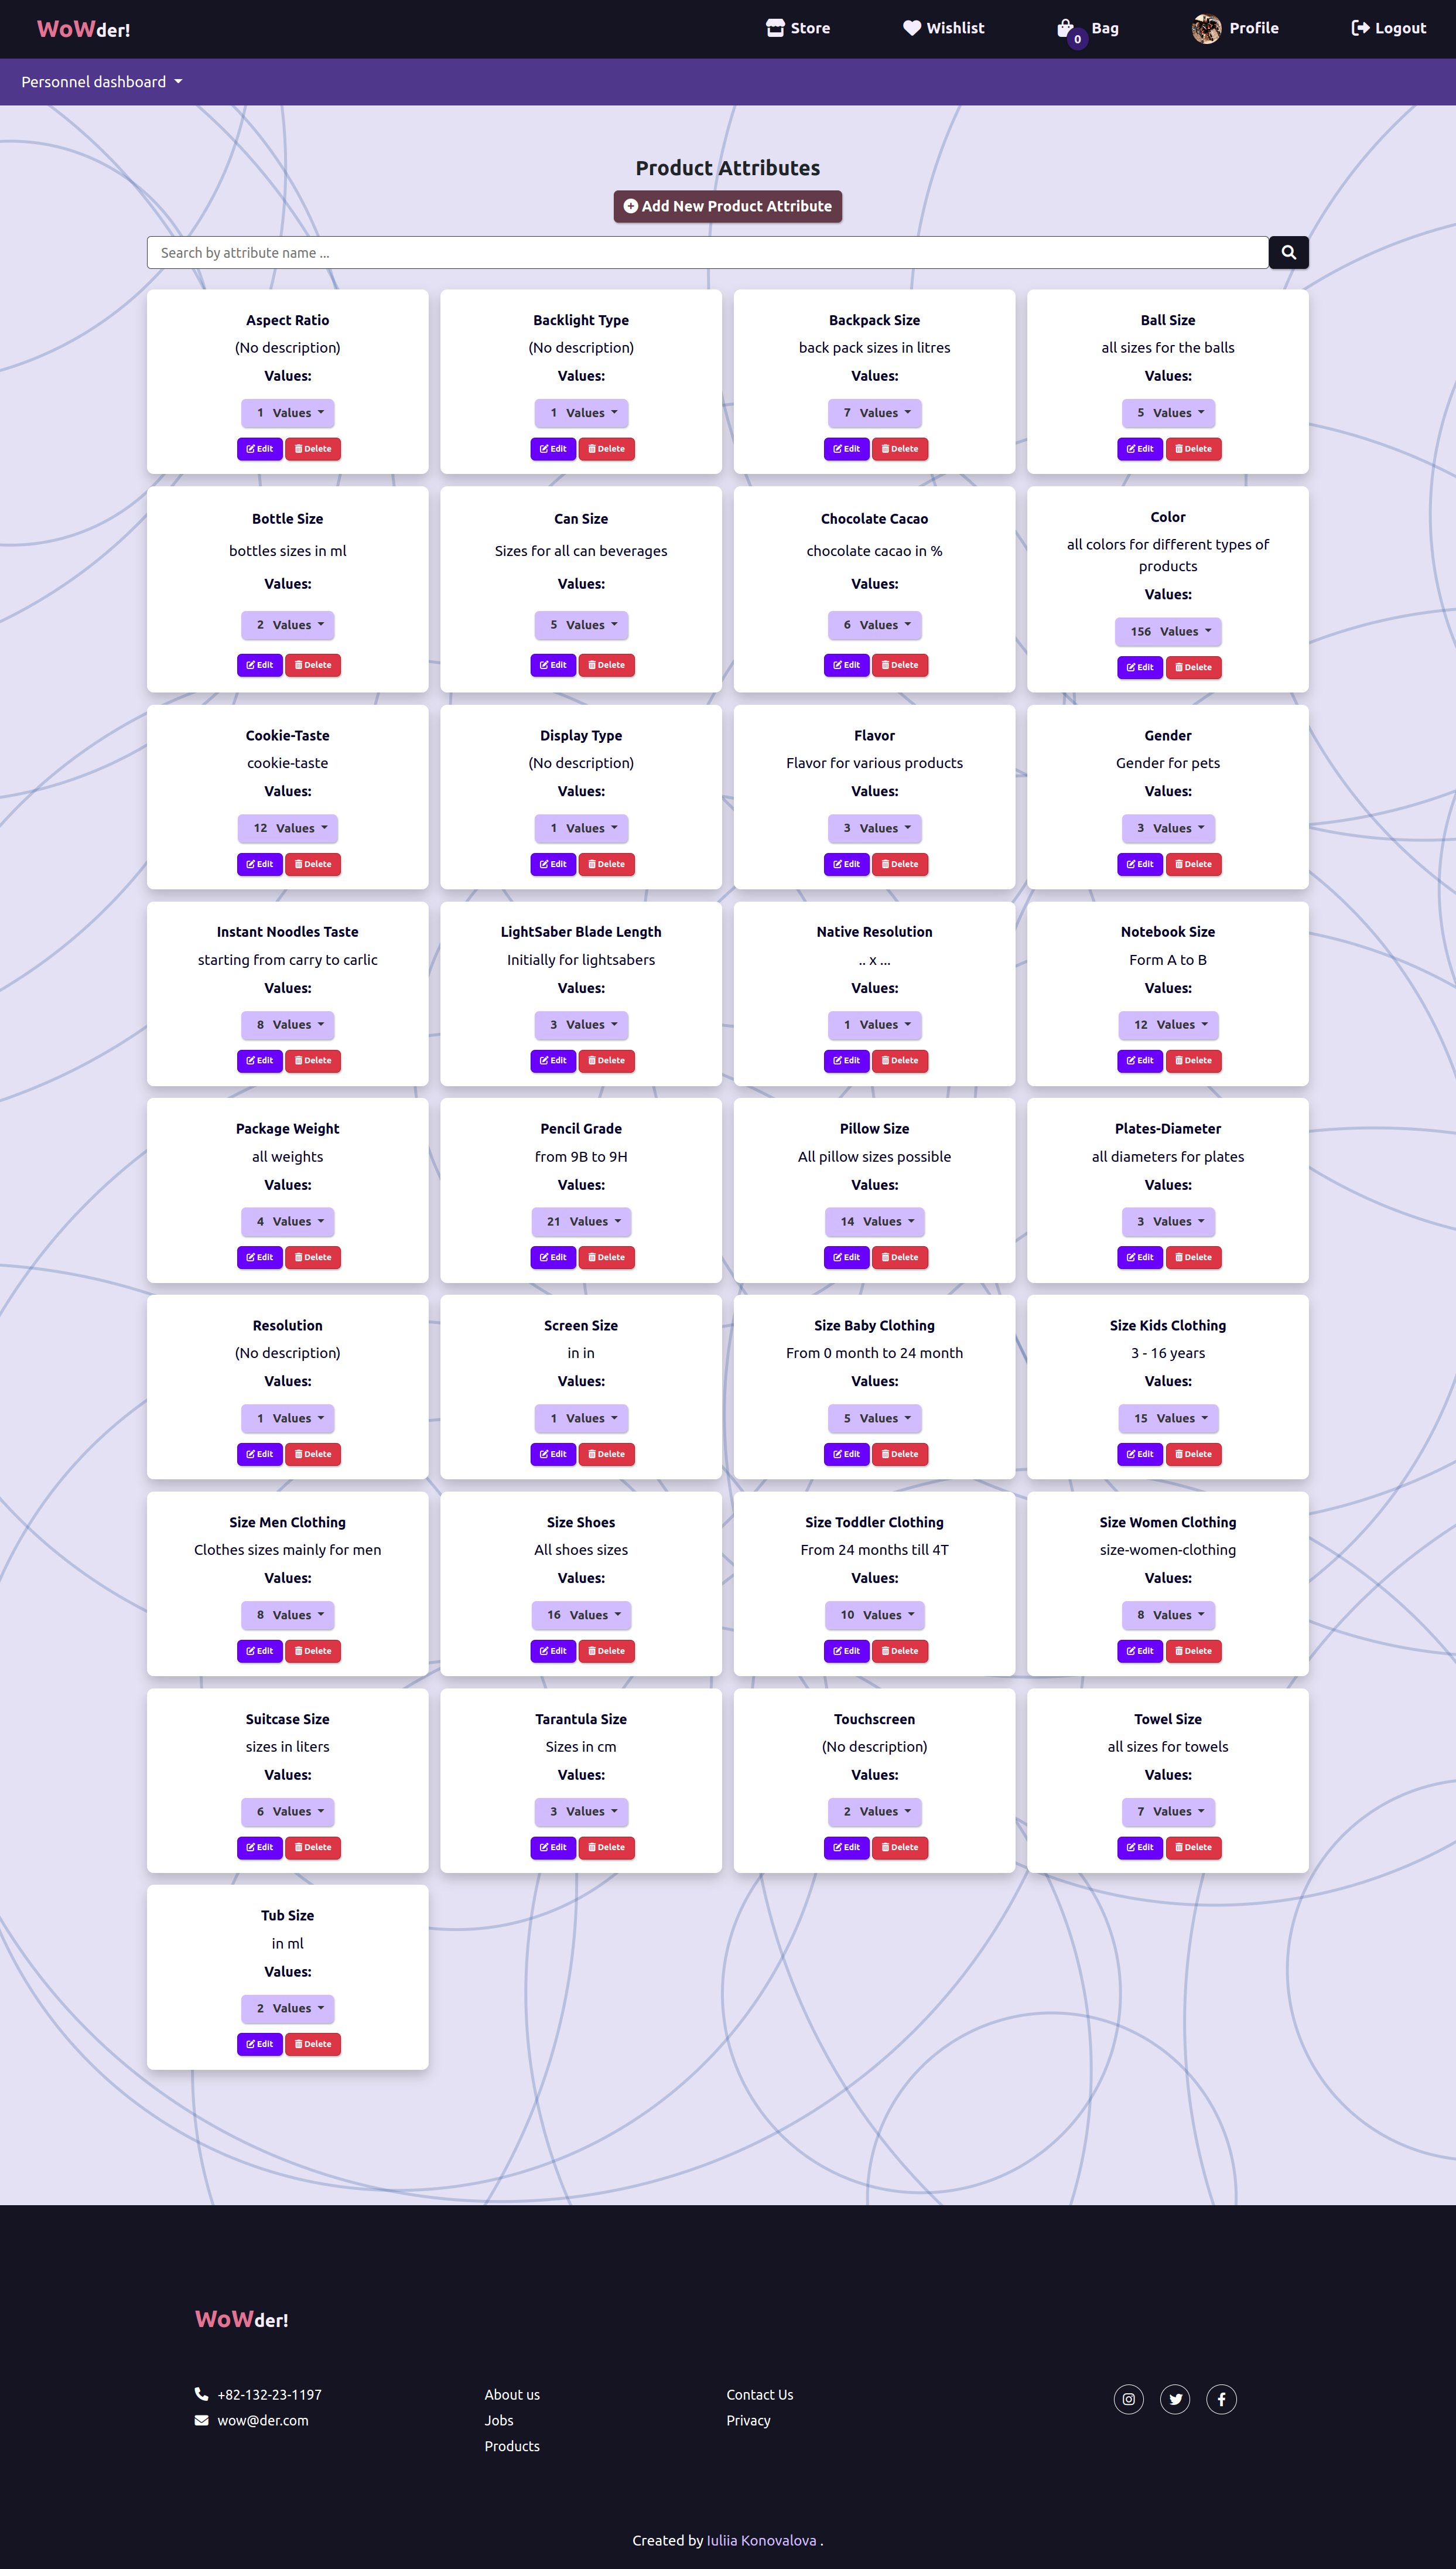 WoWder!
Store
Wishlist
0
Bag
Profile
Logout
Personnel dashboard
Product Attributes
Add New Product Attribute
Search by attribute name ...
Aspect Ratio
(No description)
Values:
1 Values
Edit Delete
Backlight Type
(No description)
Values:
1 Values
Edit Delete
Backpack Size
back pack sizes in litres
Values:
7 Values
Edit Delete
Ball Size
all sizes for the balls
Values:
5 Values
Edit Delete
Bottle Size
bottles sizes in ml
Values:
2 Values
Edit Delete
Can Size
Sizes for all can beverages
Values:
5 Values
Edit Delete
Chocolate Cacao
chocolate cacao in %
Values:
6 Values
Edit Delete
Color
all colors for different types of
products
Values:
156 Values
Edit Delete
Cookie-Taste
cookie-taste
Values:
12 Values
Edit Delete
Display Type
(No description)
Values:
1 Values
Edit Delete
Flavor
Flavor for various products
Values:
3 Values
Edit Delete
Gender
Gender for pets
Values:
3 Values
Edit Delete
Instant Noodles Taste
starting from carry to carlic
Values:
8 Values
Edit Delete
LightSaber Blade Length
Initially for lightsabers
Values:
3 Values
Edit Delete
Native Resolution
.. x ...
Values:
1 Values
Edit Delete
Notebook Size
Form A to B
Values:
12 Values
Edit Delete
Package Weight
all weights
Values:
4 Values
Edit Delete
Pencil Grade
from 9B to 9H
Values:
21 Values
Edit Delete
Pillow Size
All pillow sizes possible
Values:
14 Values
Edit Delete
Plates-Diameter
all diameters for plates
Values:
3 Values
Edit Delete
Resolution
(No description)
Values:
1 Values
Edit Delete
Screen Size
in in
Values:
1 Values
Edit Delete
Size Baby Clothing
From 0 month to 24 month
Values:
5 Values
Edit Delete
Size Kids Clothing
3 - 16 years
Values:
15 Values
Edit Delete
Size Men Clothing
Clothes sizes mainly for men
Values:
8 Values
Edit Delete
Size Shoes
All shoes sizes
Values:
16 Values
Edit Delete
Size Toddler Clothing
From 24 months till 4T
Values:
10 Values
Edit Delete
Size Women Clothing
size-women-clothing
Values:
8 Values
Edit Delete
Suitcase Size
sizes in liters
Values:
6 Values
Edit Delete
Tarantula Size
Sizes in cm
Values:
3 Values
Edit Delete
Touchscreen
(No description)
Values:
2 Values
Edit Delete
Towel Size
all sizes for towels
Values:
7 Values
Edit Delete
Tub Size
in ml
Values:
2 Values
Edit Delete
WoWder!
+82-132-23-1197
wow@der.com
About us
Jobs
Products
Contact Us
Privacy
Created by Iuliia Konovalova .